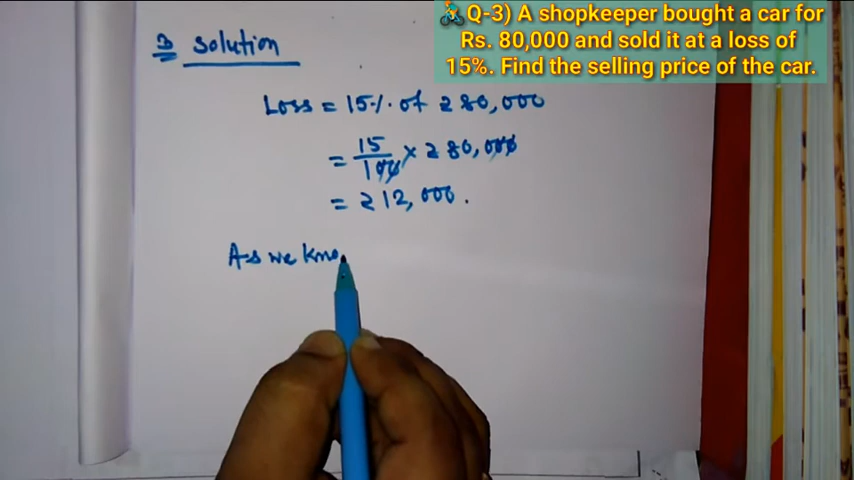 🚴Q-3) A shopkeeper bought a car for
Rs. 80,000 and sold it at a loss of
15%. Find the selling price of the car.
3 Solution
Loss = 15% of ₹80,000
= 15/100 × ₹80,000
= ₹12,000.
As we kno